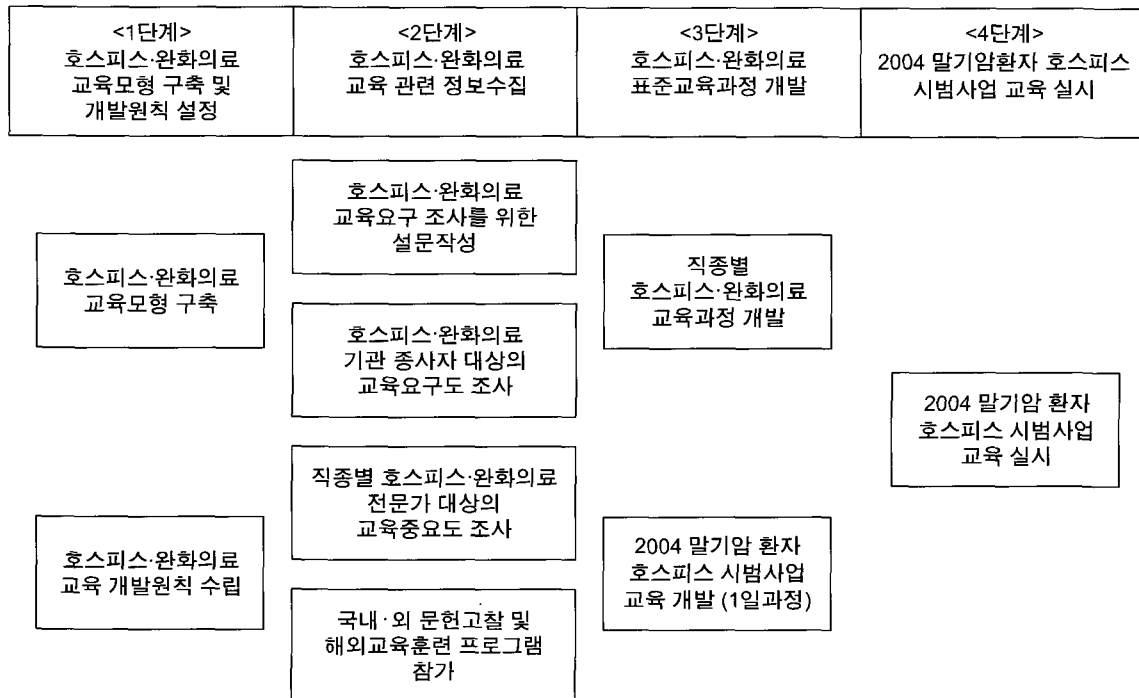 <1단계>
호스피스·완화의료
교육모형 구축 및
개발원칙 설정
<2단계>
호스피스·완화의료
교육 관련 정보수집
<3단계>
호스피스·완화의료
표준교육과정 개발
<4단계>
2004 말기암환자 호스피스
시범사업 교육 실시
호스피스·완화의료
교육모형 구축
호스피스·완화의료
교육 개발원칙 수립
호스피스·완화의료
교육요구 조사를 위한
설문작성
호스피스·완화의료
기관 종사자 대상의
교육요구도 조사
직종별 호스피스·완화의료
전문가 대상의
교육중요도 조사
국내·외 문헌고찰 및
해외교육훈련 프로그램
참가
직종별
호스피스·완화의료
교육과정 개발
2004 말기암 환자
호스피스 시범사업
교육 개발 (1일과정)
2004 말기암 환자
호스피스 시범사업
교육 실시